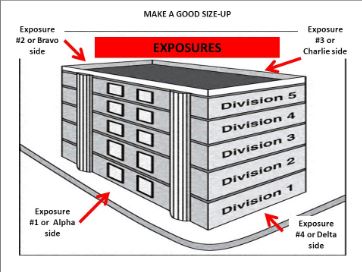 MAKE A GOOD SIZE-UP
Exposure
#2 or Bravo
side
EXPOSURES
Exposure
#3 or
Charlie side
Division 5
Division 4
Division 3
Division 2
Division 1
Exposure
#1 or Alpha
side
Exposure
#4 or Delta
side